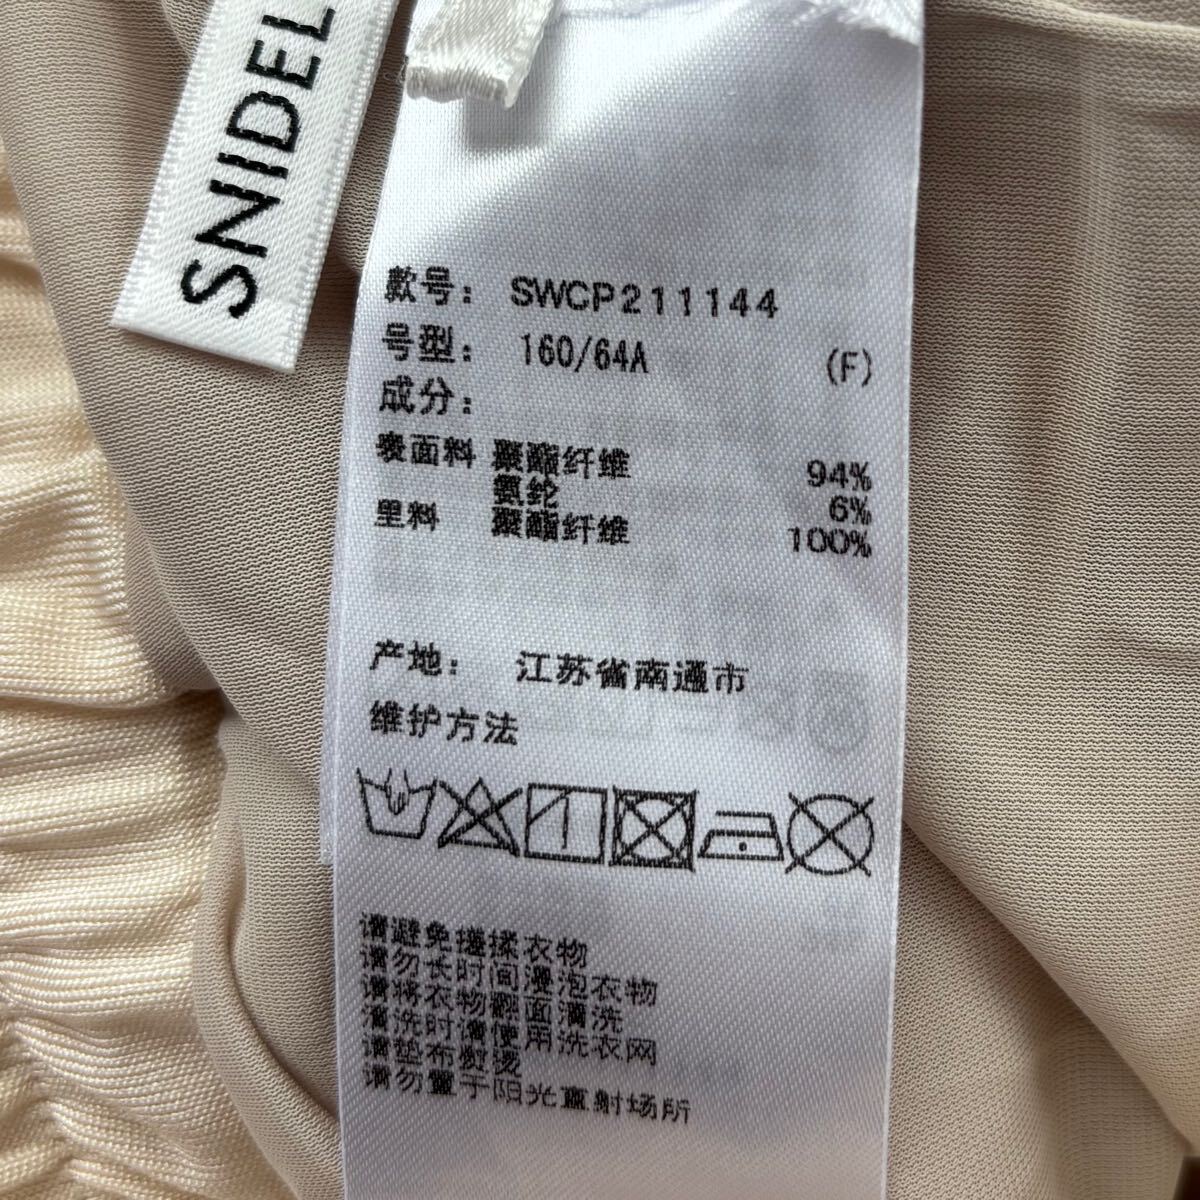 SNIDEL
款号： SWCP211144
号型： 160/64A (F)
成分：
表面料 聚酯纤维 94%
氨纶 6%
里料 聚酯纤维 100%
产地： 江苏省南通市
维护方法
请避免搓揉衣物
请勿长时间浸泡衣物
请将衣物翻面清洗
清洗时请使用洗衣网
请垫布熨烫
请勿置于阳光直射场所